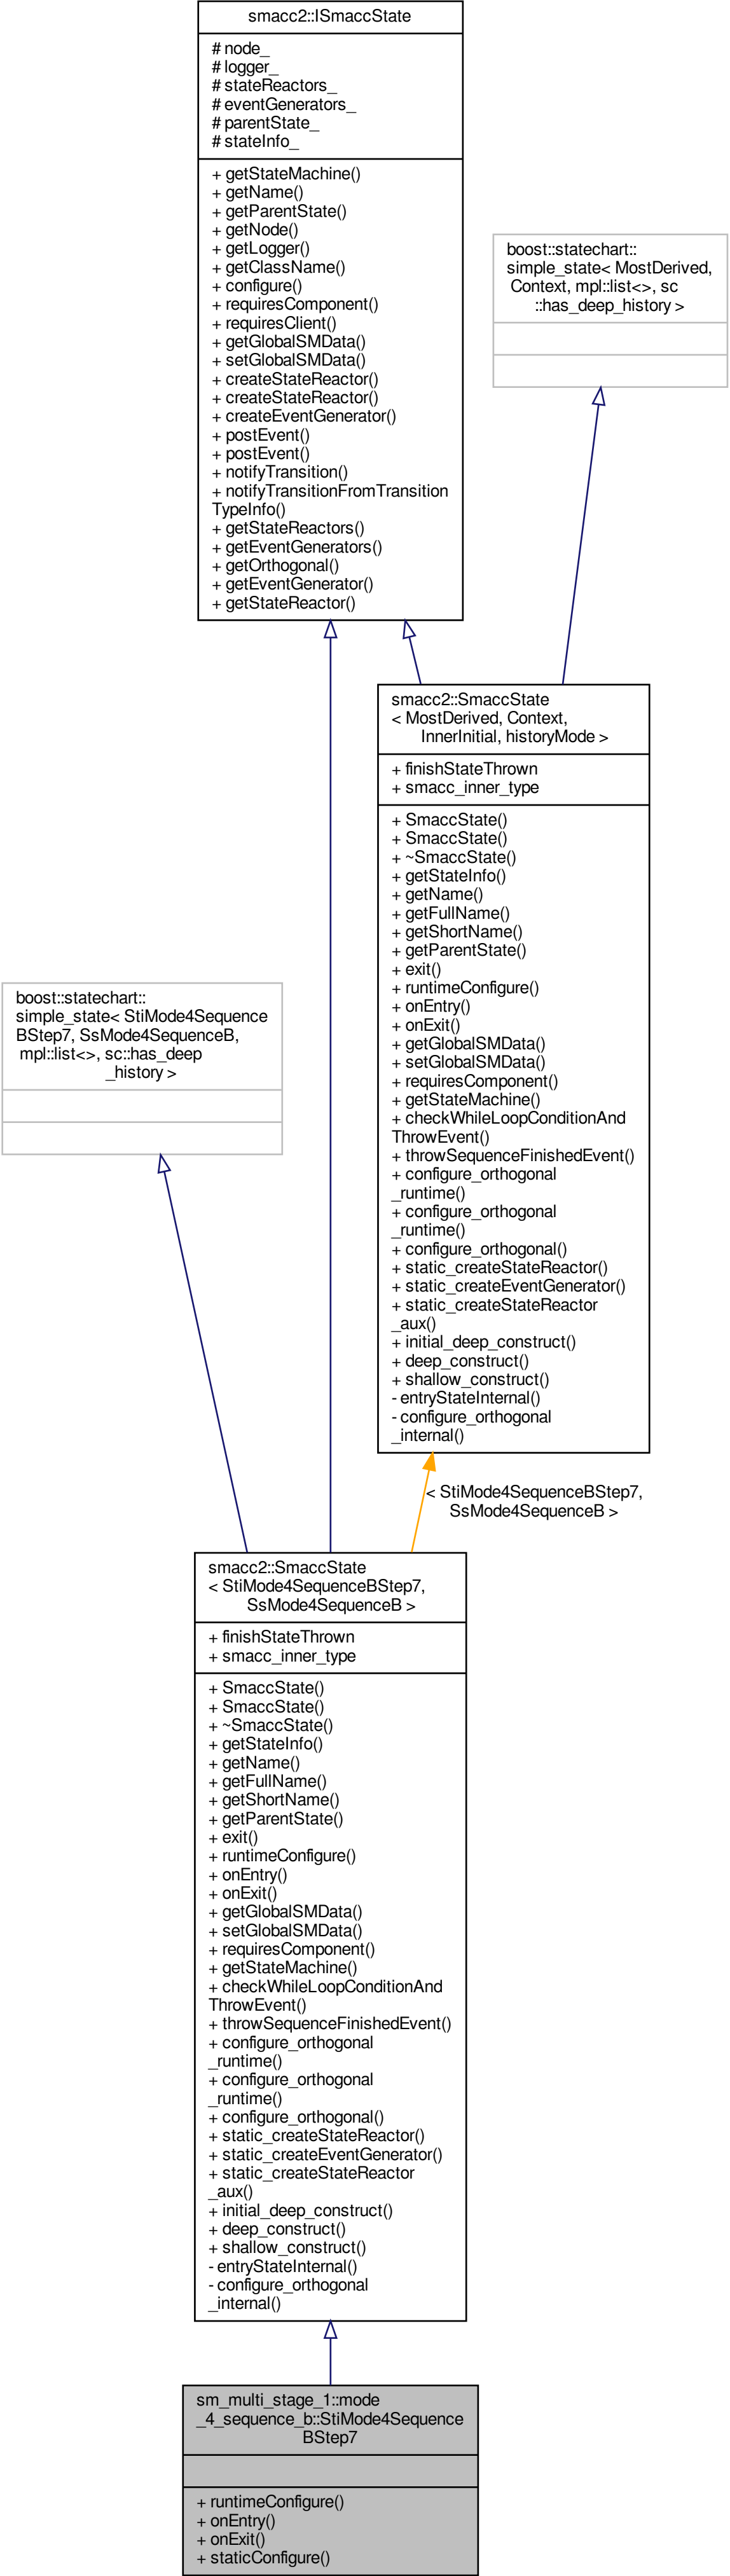 smacc2::ISmaccState
# node_
# logger_
# stateReactors_
# eventGenerators_
# parentState_
# stateInfo_
+ getStateMachine()
+ getName()
+ getParentState()
+ getNode()
+ getLogger()
+ getClassName()
+ configure()
+ requiresComponent()
+ requiresClient()
+ getGlobalSMData()
+ setGlobalSMData()
+ createStateReactor()
+ createStateReactor()
+ createEventGenerator()
+ postEvent()
+ postEvent()
+ notifyTransition()
+ notifyTransitionFromTransition
TypeInfo()
+ getStateReactors()
+ getEventGenerators()
+ getOrthogonal()
+ getEventGenerator()
+ getStateReactor()
boost::statechart::
simple_state< MostDerived,
Context, mpl::list<>, sc
::has_deep_history >
smacc2::SmaccState
< MostDerived, Context,
InnerInitial, historyMode >
+ finishStateThrown
+ smacc_inner_type
+ SmaccState()
+ SmaccState()
+ ~SmaccState()
+ getStateInfo()
+ getName()
+ getFullName()
+ getShortName()
+ getParentState()
+ exit()
+ runtimeConfigure()
+ onEntry()
+ onExit()
+ getGlobalSMData()
+ setGlobalSMData()
+ requiresComponent()
+ getStateMachine()
+ checkWhileLoopConditionAnd
ThrowEvent()
+ throwSequenceFinishedEvent()
+ configure_orthogonal
_runtime()
+ configure_orthogonal
_runtime()
+ configure_orthogonal()
+ static_createStateReactor()
+ static_createEventGenerator()
+ static_createStateReactor
_aux()
+ initial_deep_construct()
+ deep_construct()
+ shallow_construct()
- entryStateInternal()
- configure_orthogonal
_internal()
boost::statechart::
simple_state< StiMode4Sequence
BStep7, SsMode4SequenceB,
mpl::list<>, sc::has_deep
_history >
< StiMode4SequenceBStep7,
SsMode4SequenceB >
smacc2::SmaccState
< StiMode4SequenceBStep7,
SsMode4SequenceB >
+ finishStateThrown
+ smacc_inner_type
+ SmaccState()
+ SmaccState()
+ ~SmaccState()
+ getStateInfo()
+ getName()
+ getFullName()
+ getShortName()
+ getParentState()
+ exit()
+ runtimeConfigure()
+ onEntry()
+ onExit()
+ getGlobalSMData()
+ setGlobalSMData()
+ requiresComponent()
+ getStateMachine()
+ checkWhileLoopConditionAnd
ThrowEvent()
+ throwSequenceFinishedEvent()
+ configure_orthogonal
_runtime()
+ configure_orthogonal
_runtime()
+ configure_orthogonal()
+ static_createStateReactor()
+ static_createEventGenerator()
+ static_createStateReactor
_aux()
+ initial_deep_construct()
+ deep_construct()
+ shallow_construct()
- entryStateInternal()
- configure_orthogonal
_internal()
sm_multi_stage_1::mode
_4_sequence_b::StiMode4Sequence
BStep7
+ runtimeConfigure()
+ onEntry()
+ onExit()
+ staticConfigure()